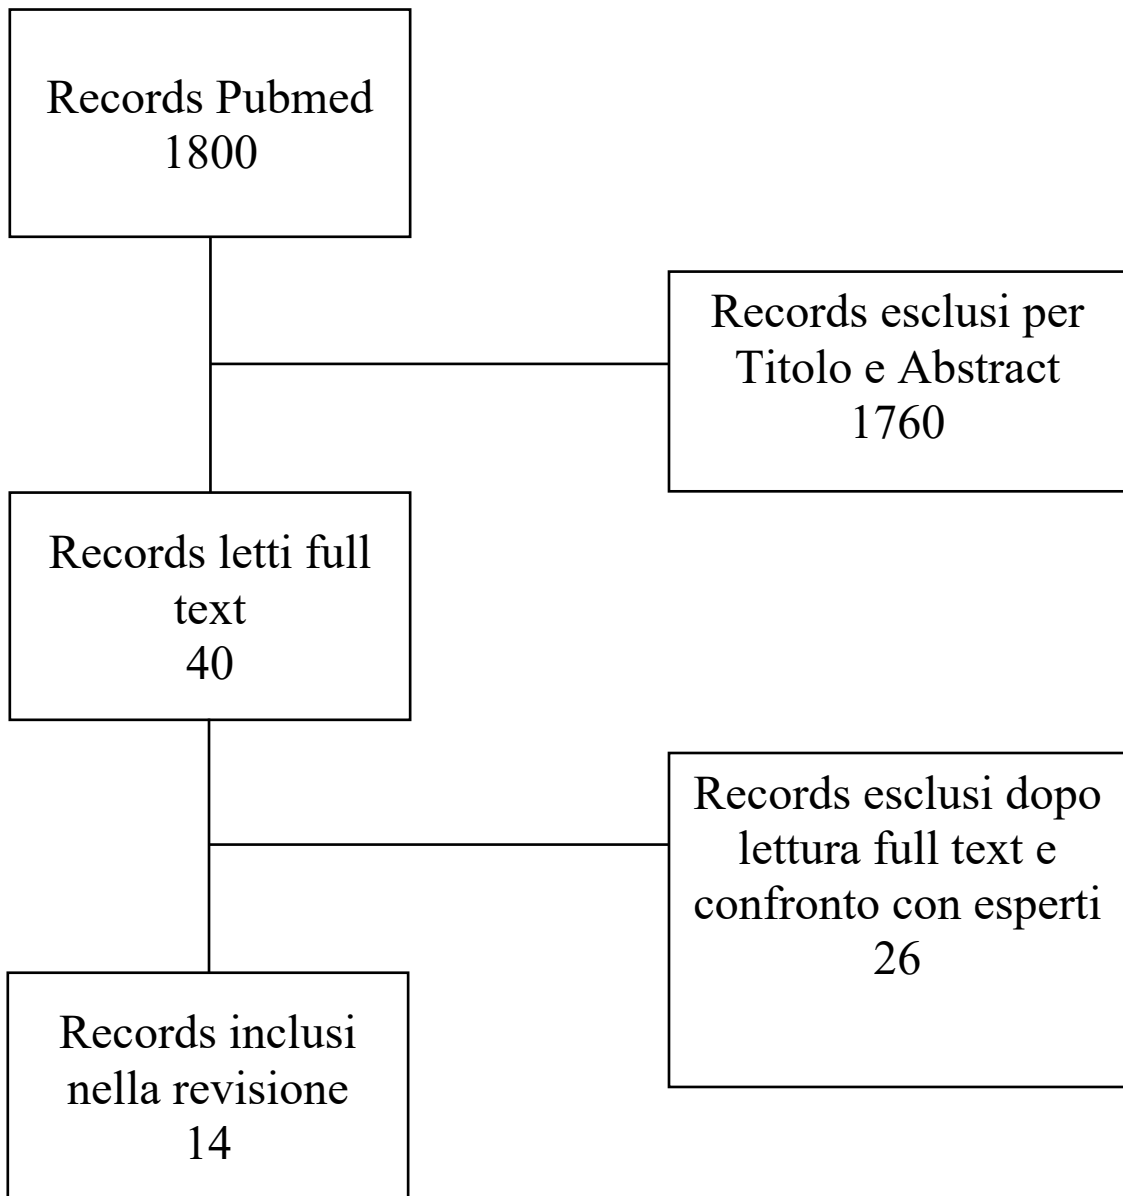 Records Pubmed
1800
Records esclusi per
Titolo e Abstract
1760
Records letti full
text
40
Records esclusi dopo
lettura full text e
confronto con esperti
26
Records inclusi
nella revisione
14